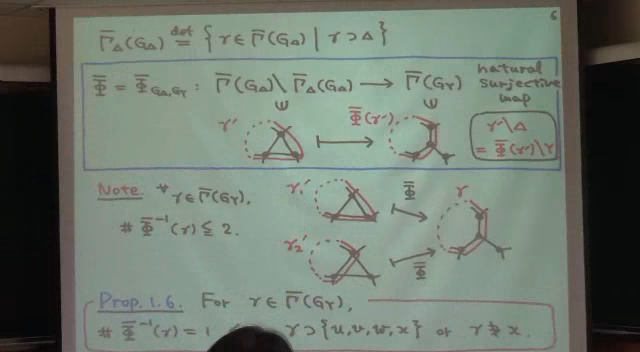 6
Γ̅_Δ(G_Δ) def= { γ ∈ Γ̅(G_Δ) | γ ⊃ Δ }
Φ̅ = Φ̅_{G_Δ,G_Y} : Γ̅(G_Δ) \ Γ̅_Δ(G_Δ) → Γ̅(G_Y) natural surjective map
∪ ∪
γ' ↦ Φ̅(γ')
γ' \ Δ
= Φ̅(γ') \ Y
Note. ∀γ ∈ Γ̅(G_Y),
# Φ̅⁻¹(γ) ≦ 2.
γ₁' Φ̅ γ
γ₂' Φ̅
Prop. 1.6. For γ ∈ Γ̅(G_Y),
# Φ̅⁻¹(γ) = 1 γ ⊃ {u, v, w, x} or γ ∌ x.